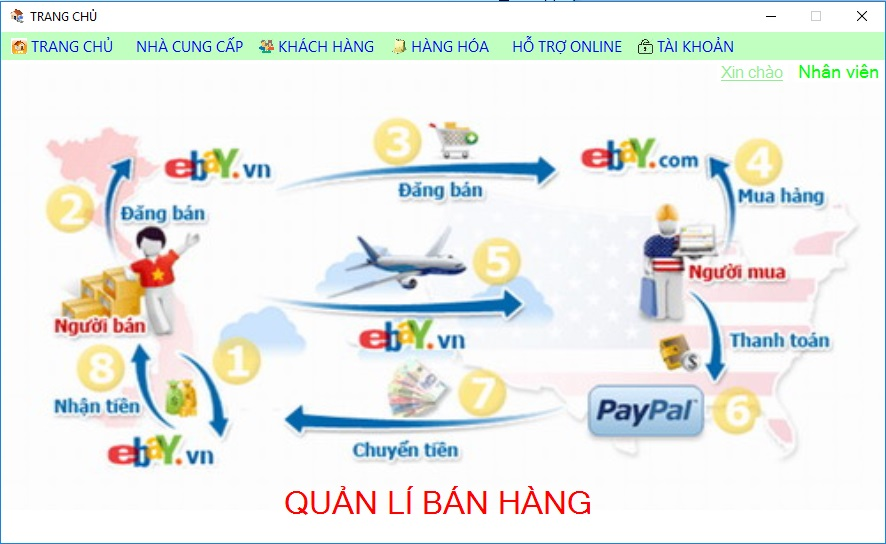 TRANG CHỦ
TRANG CHỦ NHÀ CUNG CẤP KHÁCH HÀNG HÀNG HÓA HỖ TRỢ ONLINE TÀI KHOẢN
Xin chào Nhân viên
3
ebay.vn
ebay.com
4
Đăng bán
Mua hàng
2
Đăng bán
5
Người mua
Người bán
ebay.vn
Thanh toán
8
1
7
Nhận tiền
PayPal
6
Chuyển tiền
ebay.vn
QUẢN LÍ BÁN HÀNG